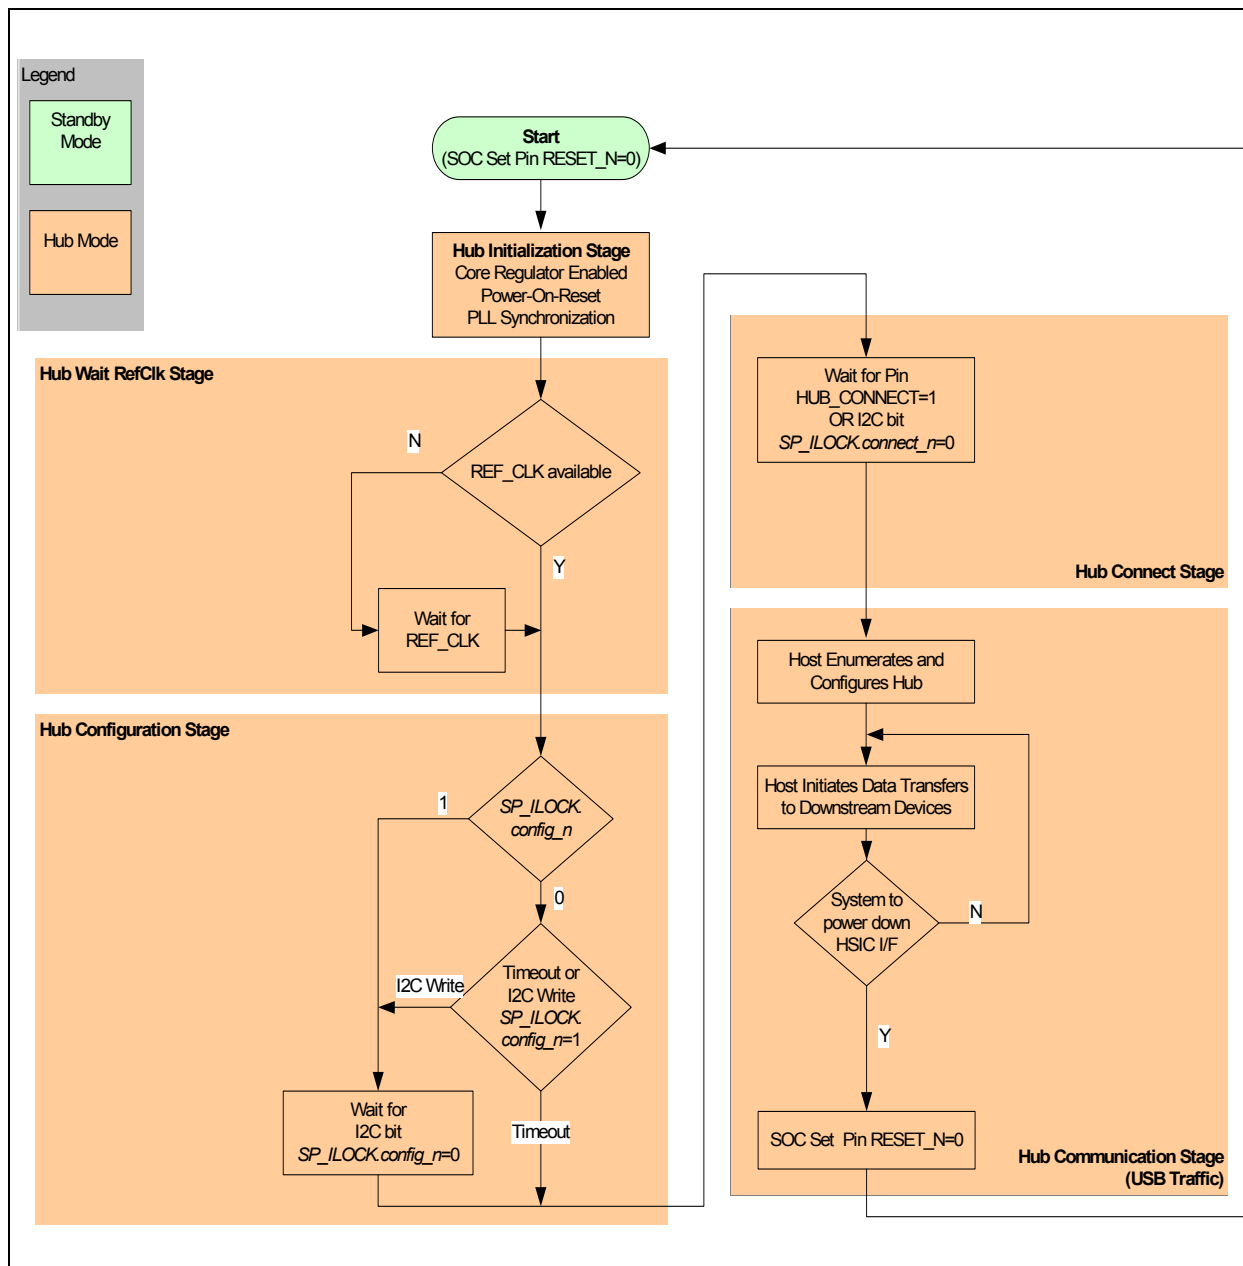 Legend
Standby
Mode
Hub Mode
Start
(SOC Set Pin RESET_N=0)
Hub Initialization Stage
Core Regulator Enabled
Power-On-Reset
PLL Synchronization
Hub Wait RefClk Stage
N
REF_CLK available
Y
Wait for
REF_CLK
Hub Configuration Stage
1
SP_ILOCK.
config_n
0
I2C Write
Timeout or
I2C Write
SP_ILOCK.
config_n=1
Wait for
I2C bit
SP_ILOCK.config_n=0
Timeout
Wait for Pin
HUB_CONNECT=1
OR I2C bit
SP_ILOCK.connect_n=0
Hub Connect Stage
Host Enumerates and
Configures Hub
Host Initiates Data Transfers
to Downstream Devices
System to
power down
HSIC I/F
N
Y
SOC Set Pin RESET_N=0
Hub Communication Stage
(USB Traffic)